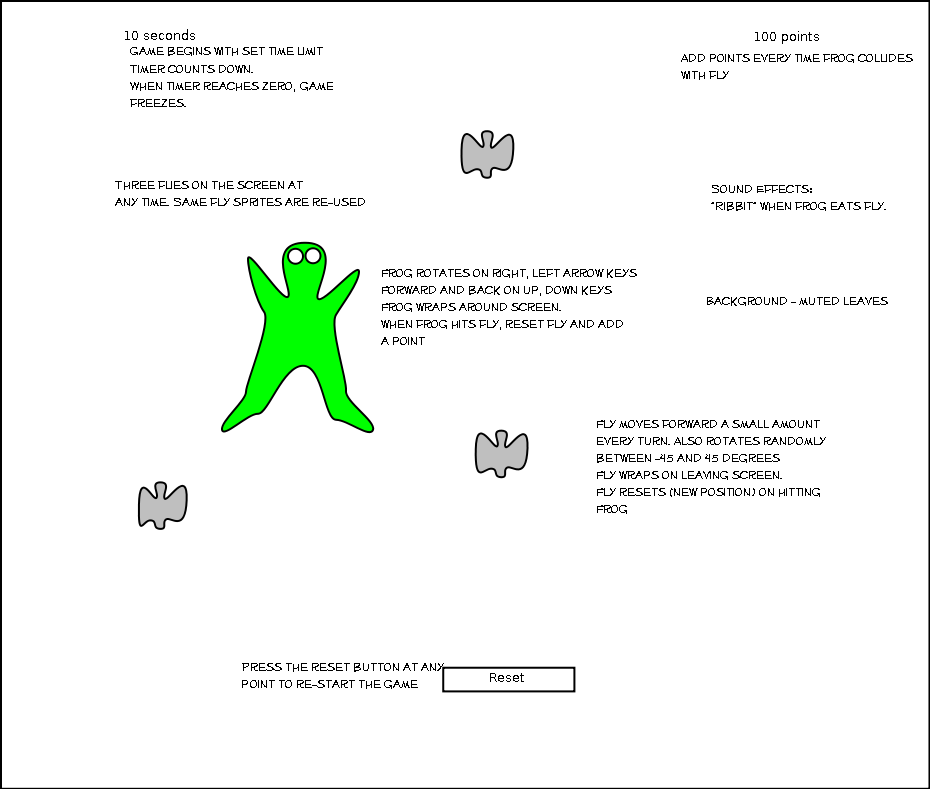 10 seconds
GAME BEGINS WITH SET TIME LIMIT
TIMER COUNTS DOWN.
WHEN TIMER REACHES ZERO, GAME
FREEZES.
100 points
ADD POINTS EVERY TIME FROG COLLIDES
WITH FLY
THREE FLIES ON THE SCREEN AT
ANY TIME. SAME FLY SPRITES ARE RE-USED
SOUND EFFECTS:
"RIBBIT" WHEN FROG EATS FLY.
FROG ROTATES ON RIGHT, LEFT ARROW KEYS
FORWARD AND BACK ON UP, DOWN KEYS
FROG WRAPS AROUND SCREEN.
WHEN FROG HITS FLY, RESET FLY AND ADD
A POINT
BACKGROUND - MUTED LEAVES
FLY MOVES FORWARD A SMALL AMOUNT
EVERY TURN. ALSO ROTATES RANDOMLY
BETWEEN -45 AND 45 DEGREES
FLY WRAPS ON LEAVING SCREEN.
FLY RESETS (NEW POSITION) ON HITTING
FROG
PRESS THE RESET BUTTON AT ANY
POINT TO RE-START THE GAME
Reset